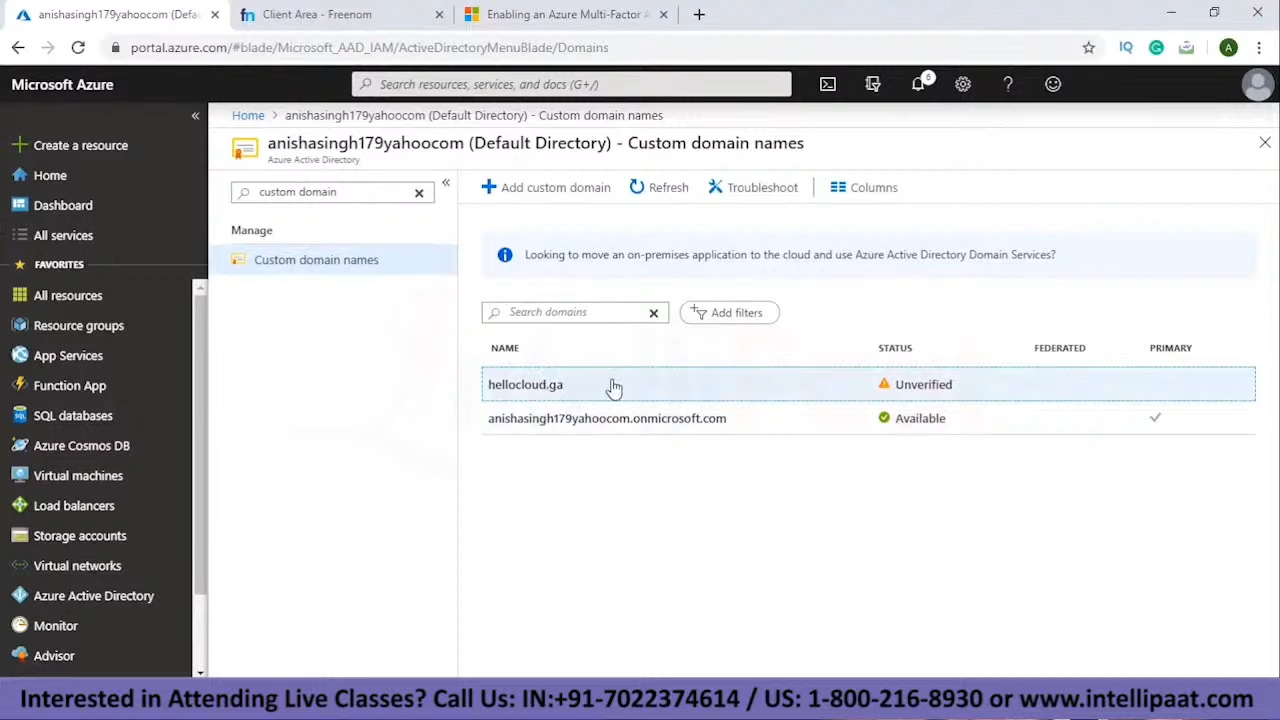 anishasingh179yahoocom (Defau
Client Area - Freenom
Enabling an Azure Multi-Factor A
portal.azure.com/#blade/Microsoft_AAD_IAM/ActiveDirectoryMenuBlade/Domains
IQ
A
Microsoft Azure
Search resources, services, and docs (G+/)
6
Home > anishasingh179yahoocom (Default Directory) - Custom domain names
anishasingh179yahoocom (Default Directory) - Custom domain names
Azure Active Directory
Create a resource
Home
Dashboard
All services
FAVORITES
All resources
Resource groups
App Services
Function App
SQL databases
Azure Cosmos DB
Virtual machines
Load balancers
Storage accounts
Virtual networks
Azure Active Directory
Monitor
Advisor
custom domain
Manage
Custom domain names
Add custom domain
Refresh
Troubleshoot
Columns
Looking to move an on-premises application to the cloud and use Azure Active Directory Domain Services?
Search domains
Add filters
NAME STATUS FEDERATED PRIMARY
hellocloud.ga Unverified
anishasingh179yahoocom.onmicrosoft.com Available
Interested in Attending Live Classes? Call Us: IN:+91-7022374614 / US: 1-800-216-8930 or www.intellipaat.com